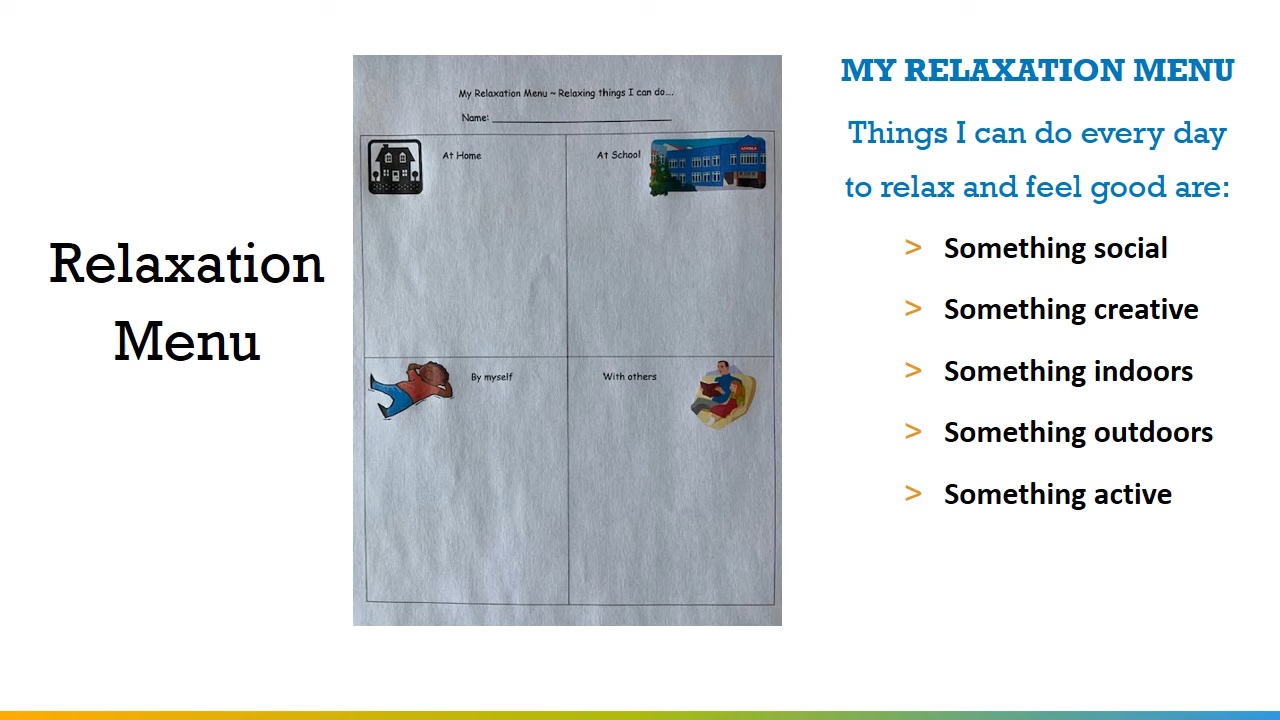 Relaxation
Menu
My Relaxation Menu ~ Relaxing things I can do....
Name:
At Home
At School
By myself
With others
MY RELAXATION MENU
Things I can do every day
to relax and feel good are:
> Something social
> Something creative
> Something indoors
> Something outdoors
> Something active